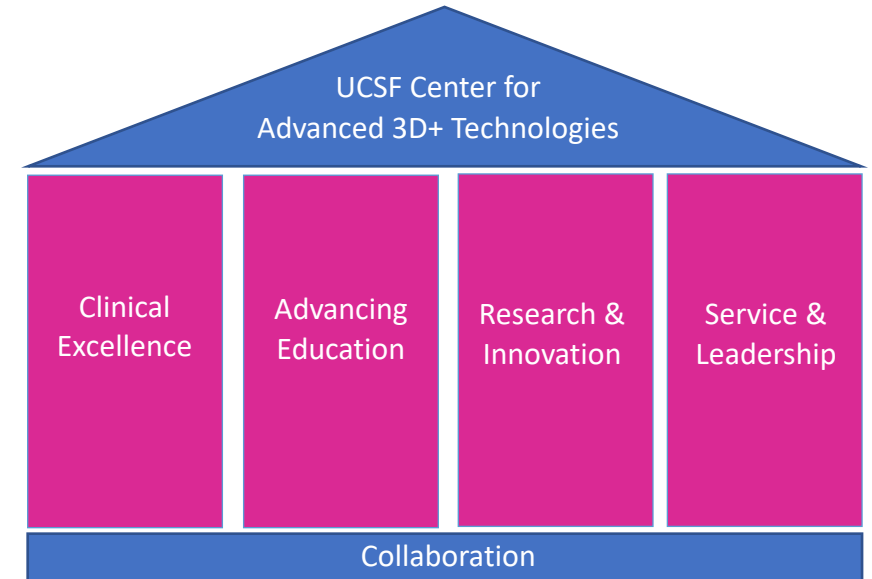 UCSF Center for
Advanced 3D+ Technologies
Clinical
Excellence
Advancing
Education
Research &
Innovation
Service &
Leadership
Collaboration